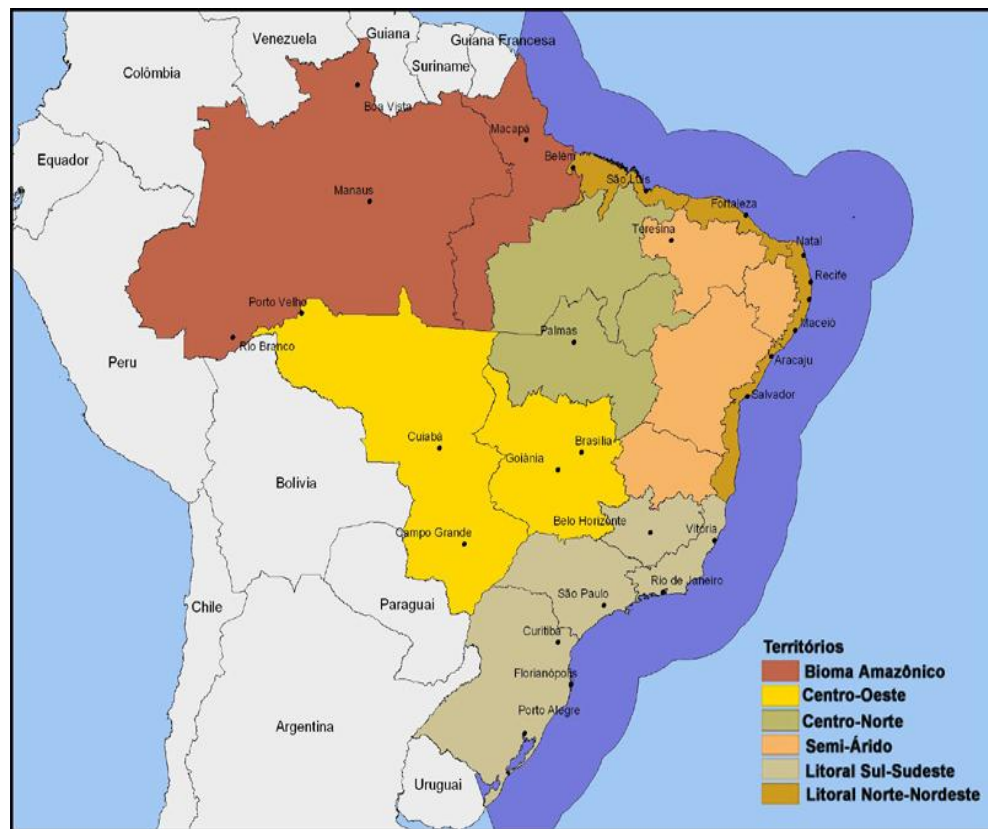 Venezuela
Guiana
Guiana Francesa
Suriname
Colômbia
Boa Vista
Macapá
Equador
Belém
São Luis
Manaus
Fortaleza
Teresina
Natal
Recife
Porto Velho
Maceió
Palmas
Rio Branco
Peru
Aracaju
Salvador
Cuiabá
Brasília
Goiânia
Bolivia
Belo Horizonte
Vitória
Campo Grande
Rio de Janeiro
São Paulo
Chile
Paraguai
Curitiba
Florianópolis
Porto Alegre
Argentina
Uruguai
Territórios
Bioma Amazônico
Centro-Oeste
Centro-Norte
Semi-Árido
Litoral Sul-Sudeste
Litoral Norte-Nordeste